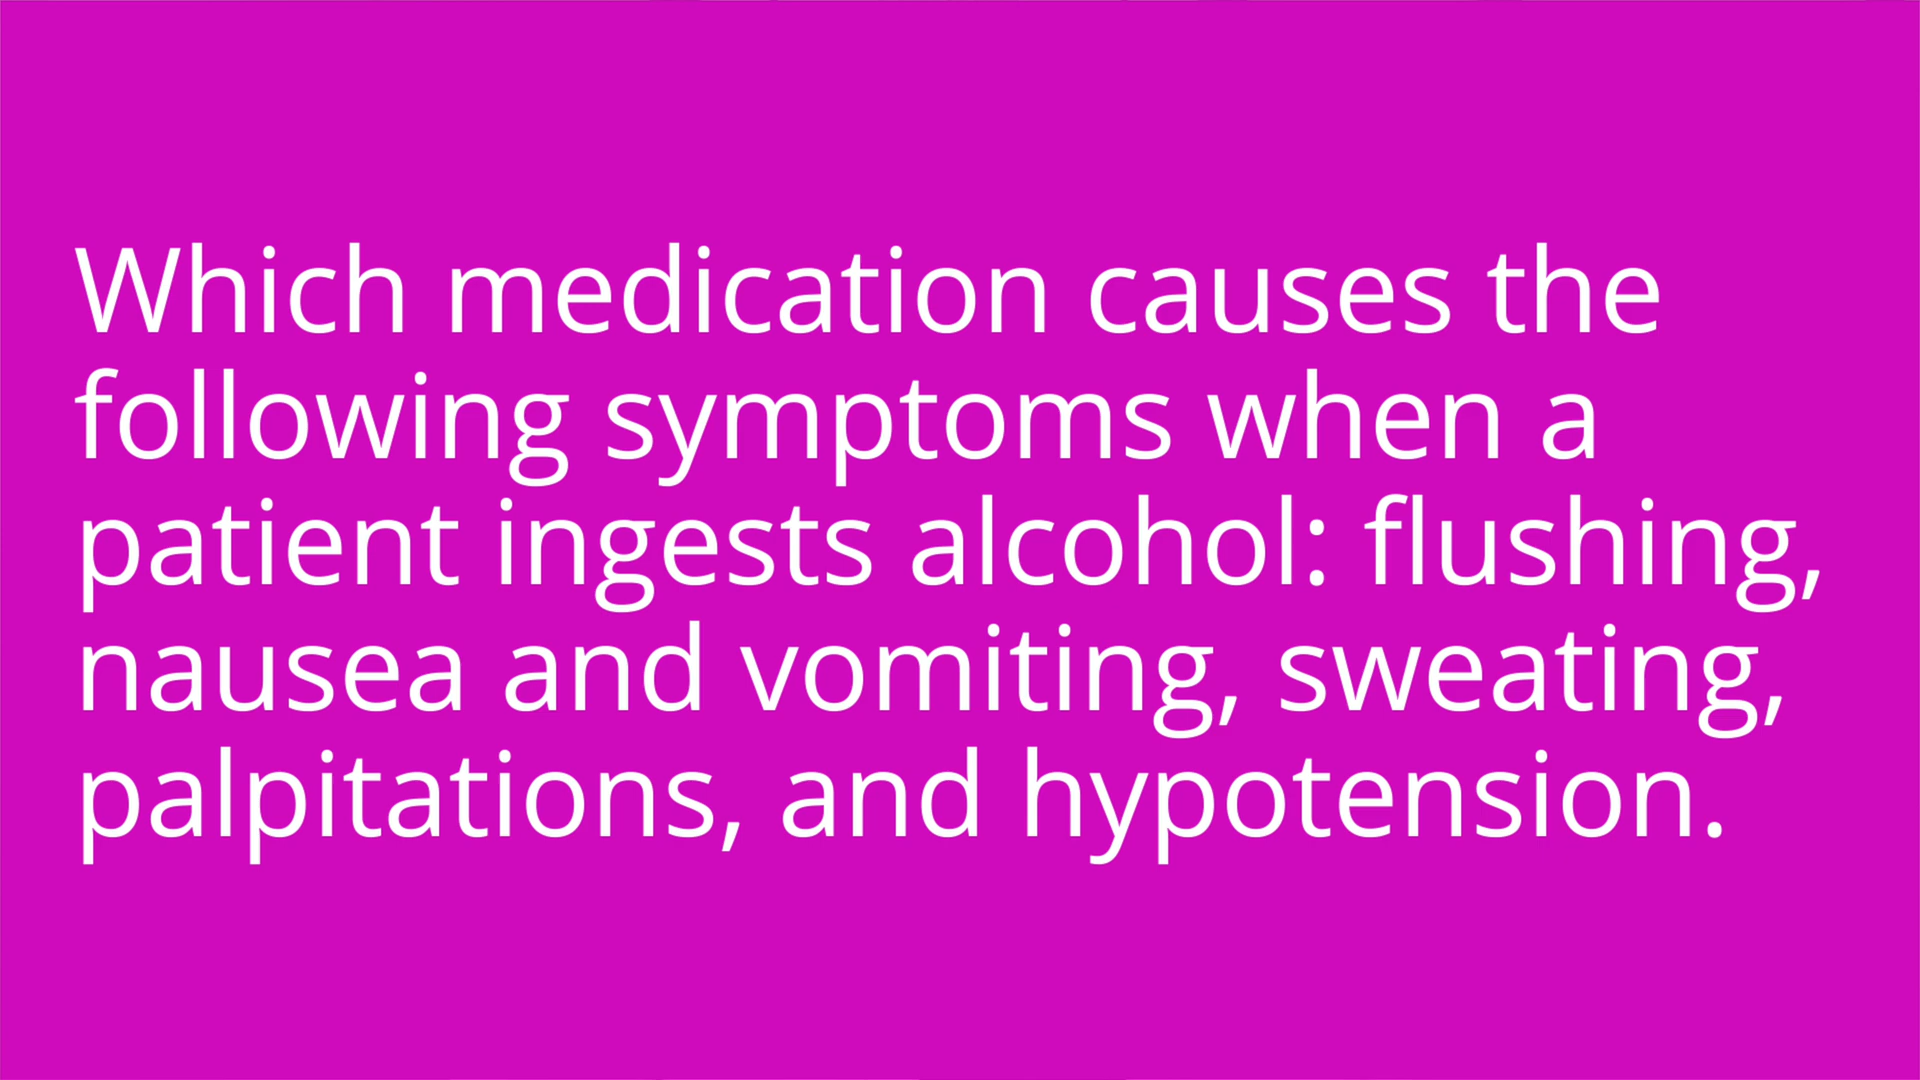 Which medication causes the
following symptoms when a
patient ingests alcohol: flushing,
nausea and vomiting, sweating,
palpitations, and hypotension.